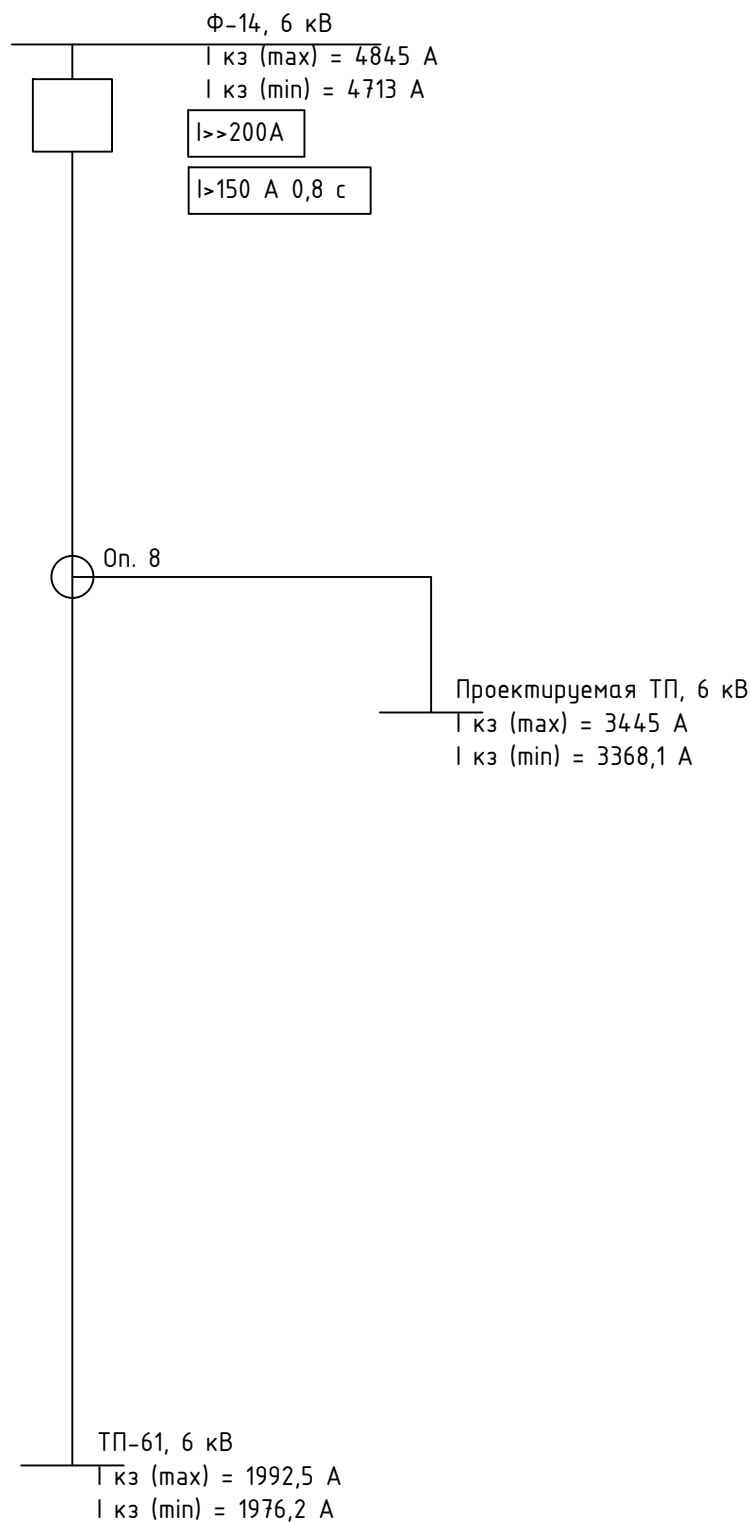 Ф-14, 6 кВ
I кз (max) = 4845 А
I кз (min) = 4713 А
I>>200А
I>150 А 0,8 с
Оп. 8
Проектируемая ТП, 6 кВ
I кз (max) = 3445 А
I кз (min) = 3368,1 А
ТП-61, 6 кВ
I кз (max) = 1992,5 А
I кз (min) = 1976,2 А